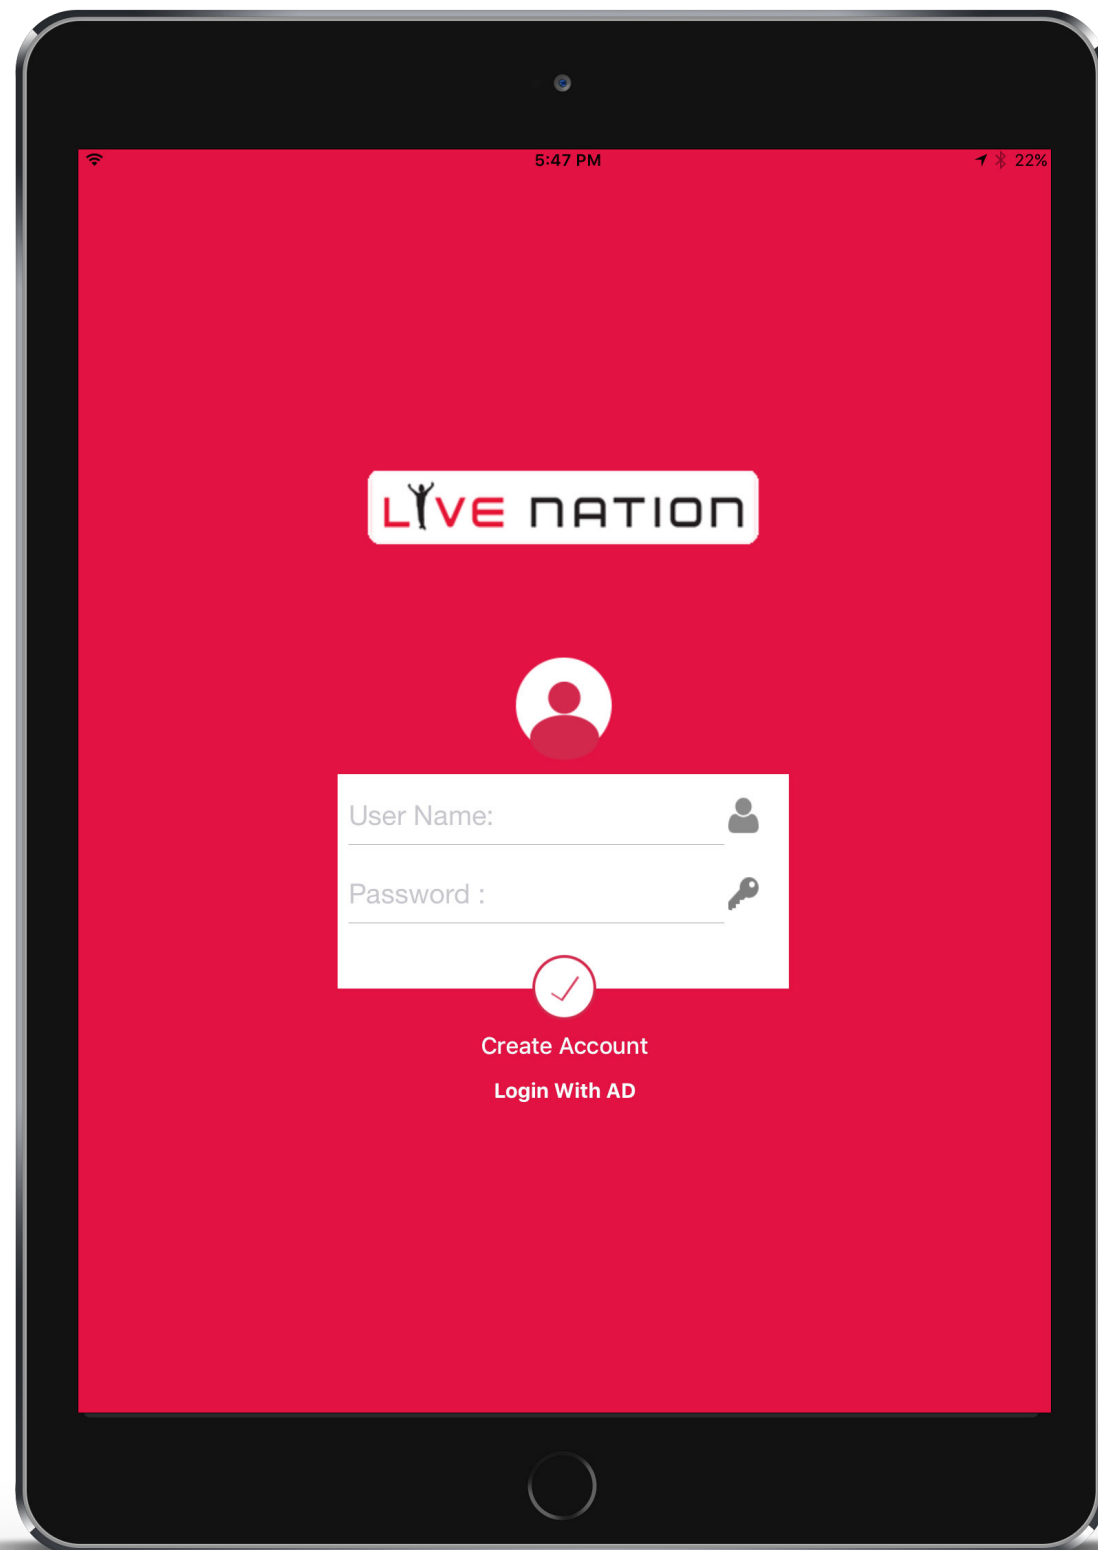 5:47 PM
22%
LIVE NATION
User Name:
Password :
Create Account
Login With AD